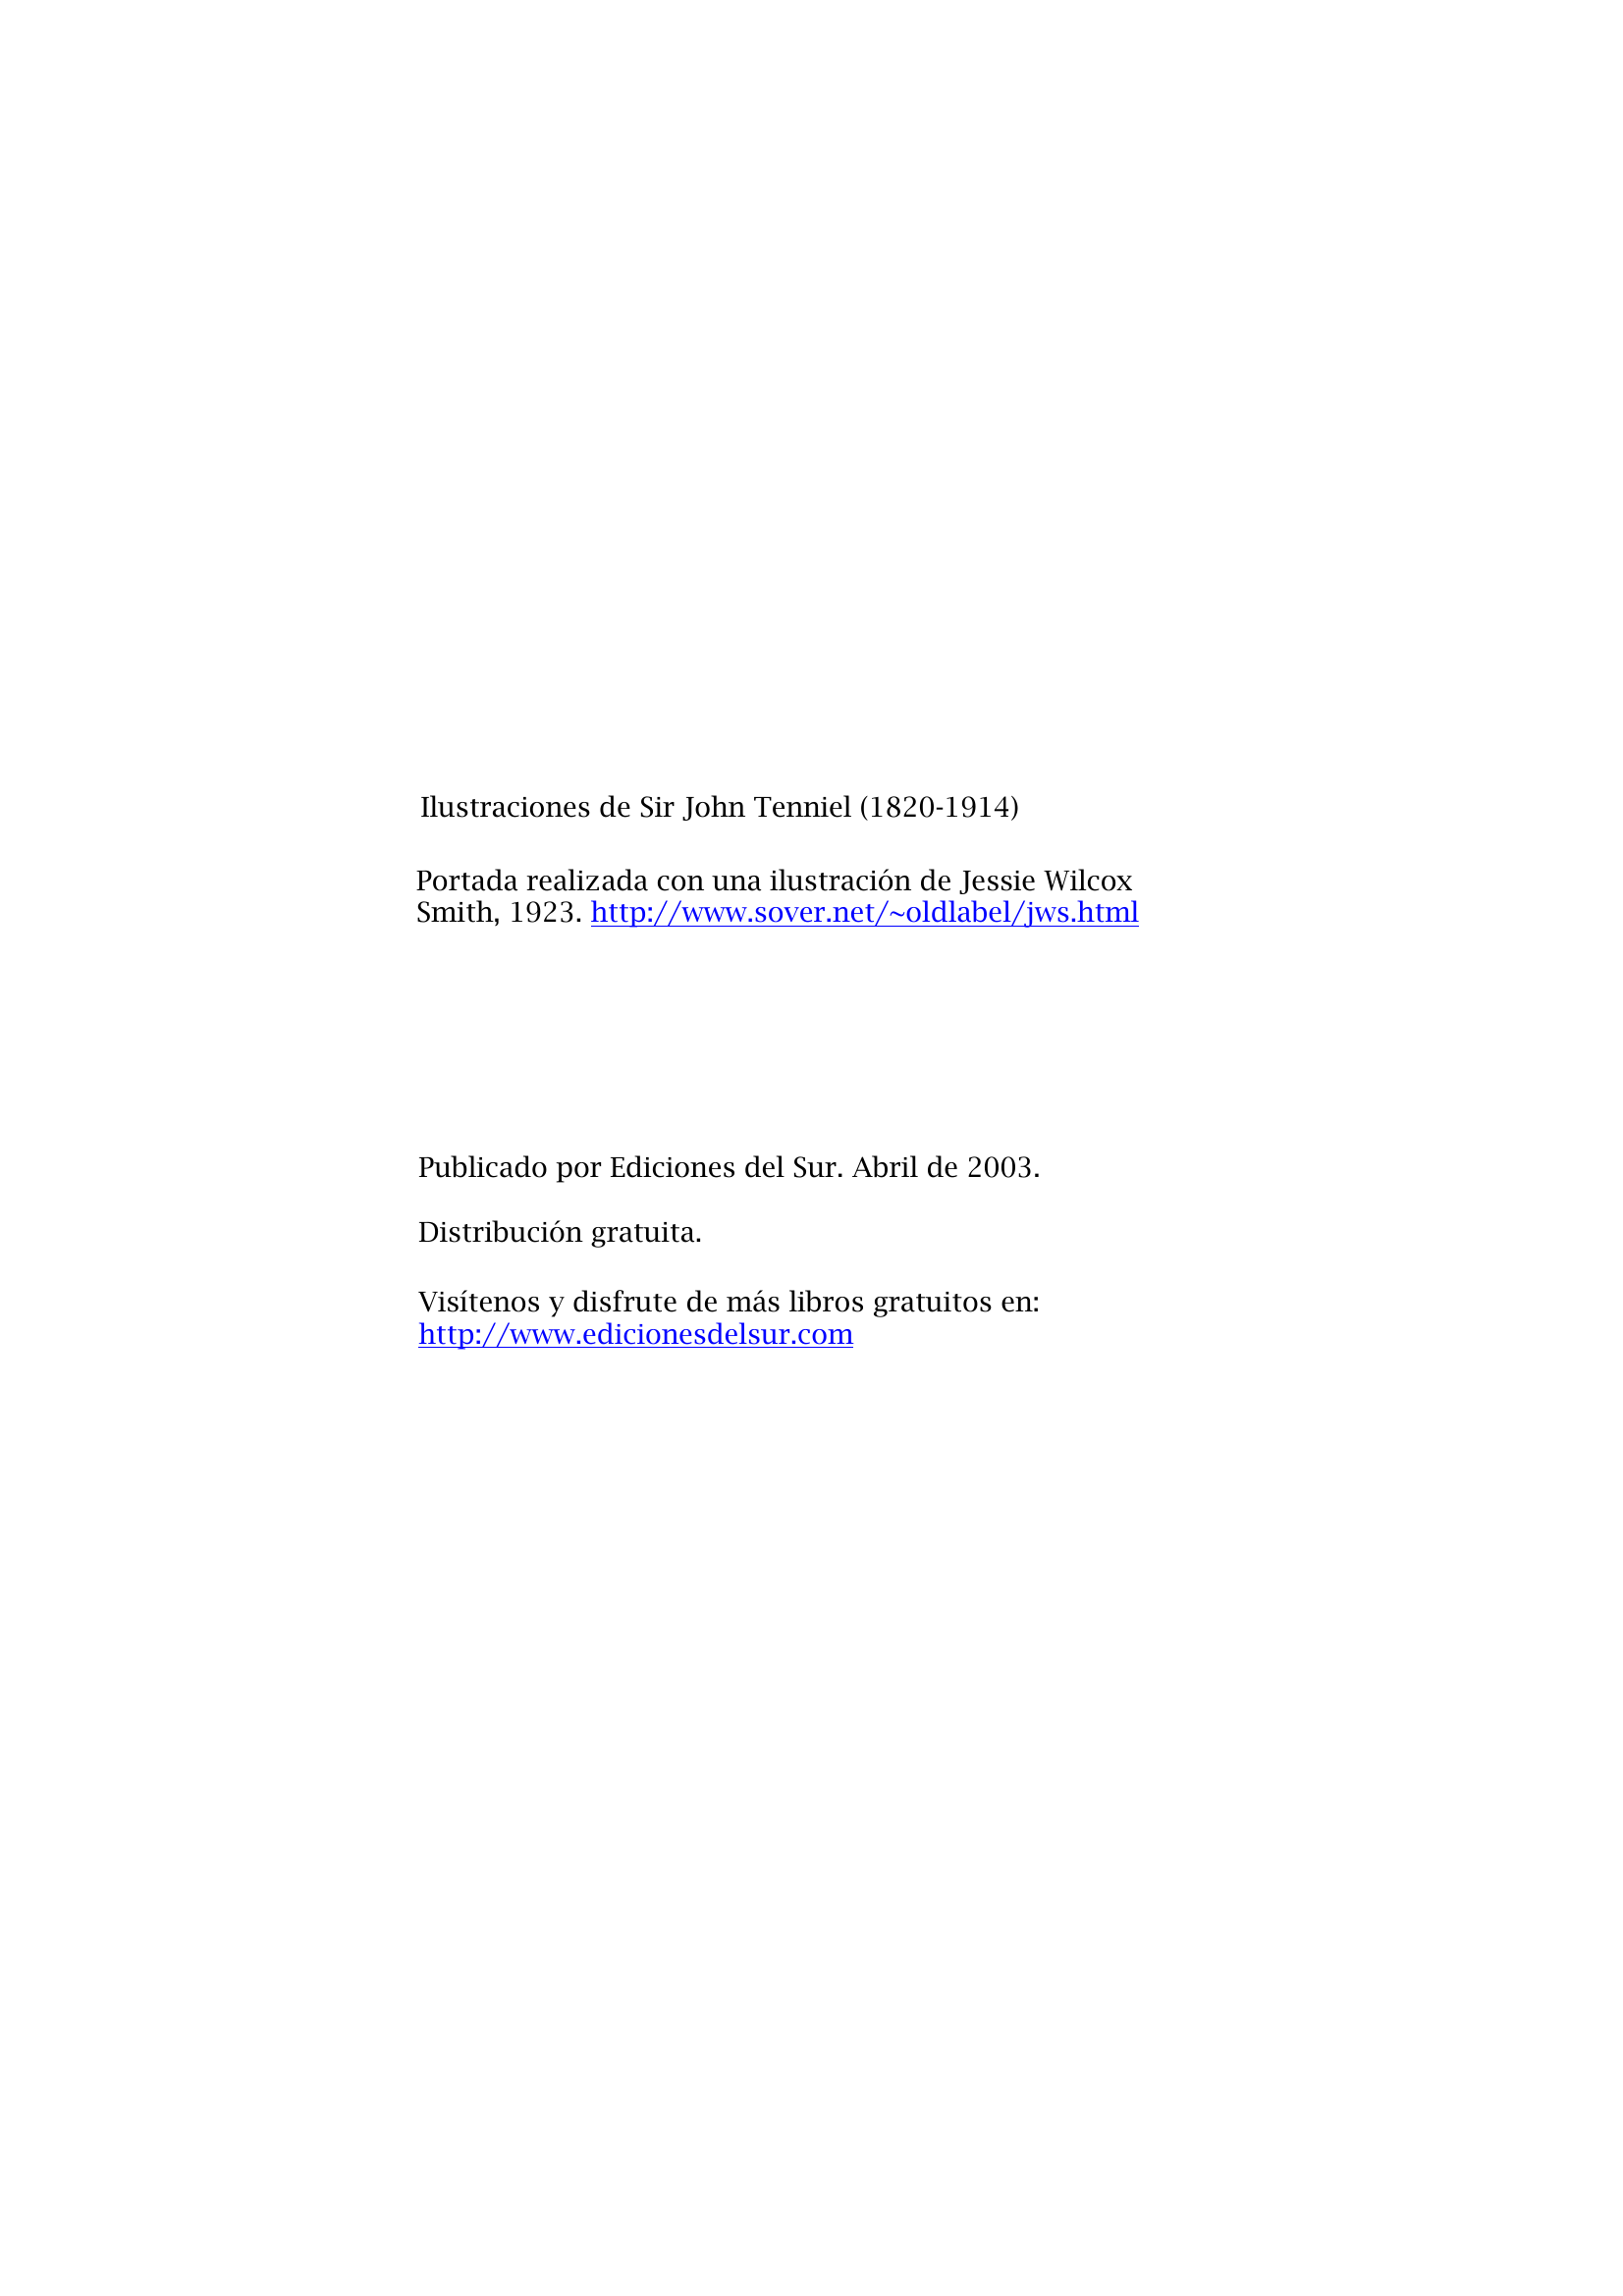 Ilustraciones de Sir John Tenniel (1820-1914)
Portada realizada con una ilustración de Jessie Wilcox
Smith, 1923. http://www.sover.net/~oldlabel/jws.html
Publicado por Ediciones del Sur. Abril de 2003.
Distribución gratuita.
Visítenos y disfrute de más libros gratuitos en:
http://www.edicionesdelsur.com